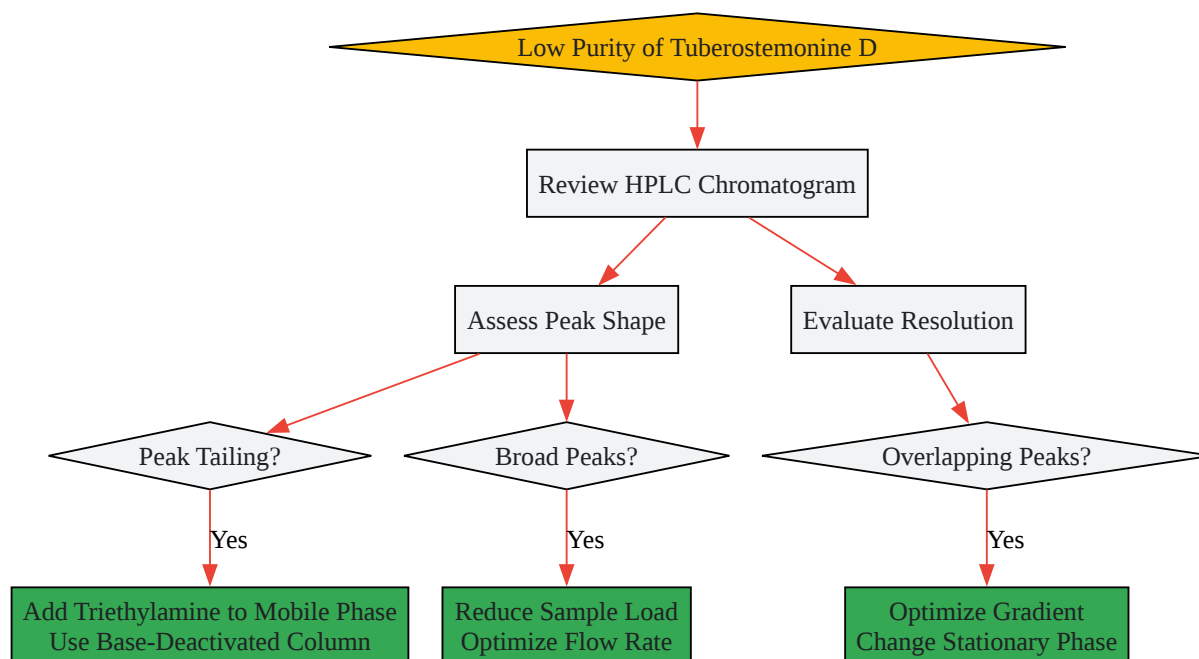 Low Purity of Tuberostemonine D
Review HPLC Chromatogram
Assess Peak Shape
Evaluate Resolution
Peak Tailing?
Broad Peaks?
Overlapping Peaks?
Yes
Yes
Yes
Add Triethylamine to Mobile Phase
Use Base-Deactivated Column
Reduce Sample Load
Optimize Flow Rate
Optimize Gradient
Change Stationary Phase